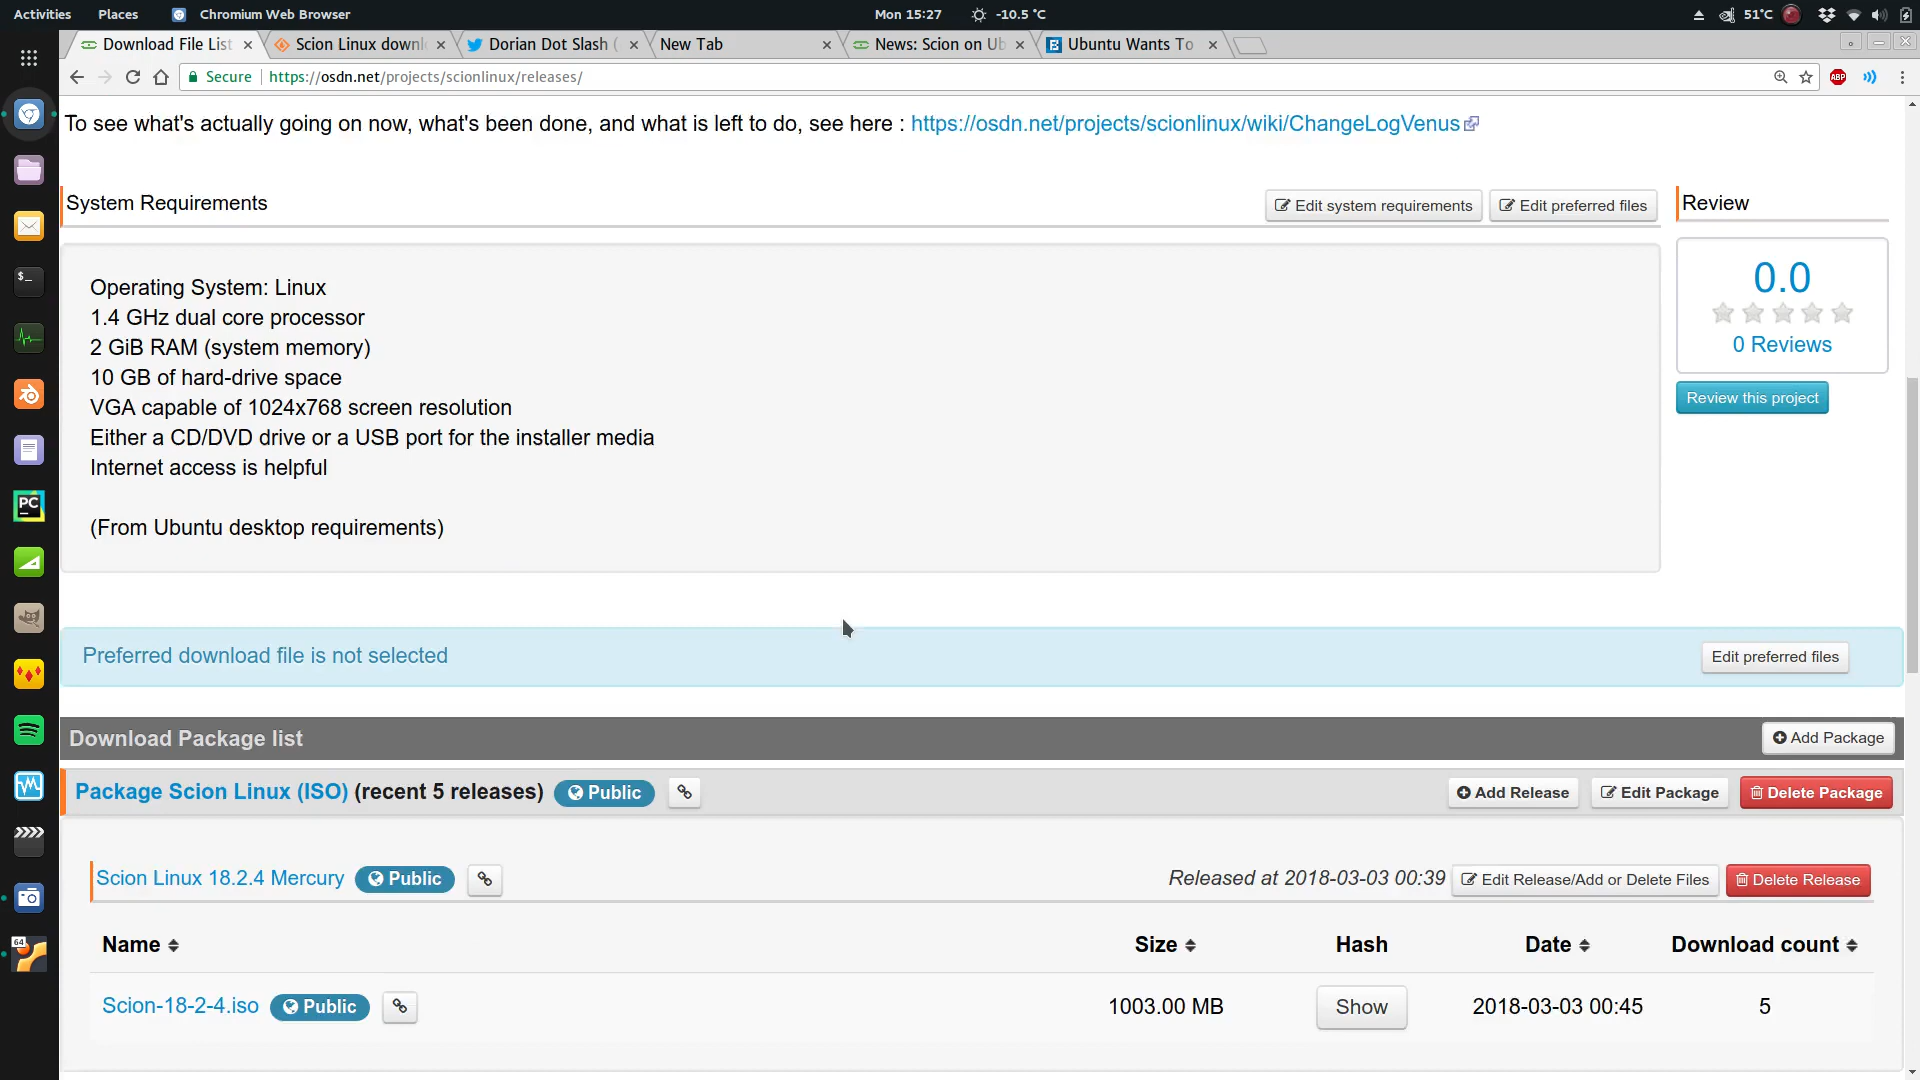 Activities Places Chromium Web Browser Mon 15:27 -10.5 °C 51°C
Download File List Scion Linux downl Dorian Dot Slash ( New Tab News: Scion on Ub Ubuntu Wants To
Secure https://osdn.net/projects/scionlinux/releases/ ABP
To see what's actually going on now, what's been done, and what is left to do, see here : https://osdn.net/projects/scionlinux/wiki/ChangeLogVenus
System Requirements Edit system requirements Edit preferred files Review
Operating System: Linux
1.4 GHz dual core processor
2 GiB RAM (system memory)
10 GB of hard-drive space
VGA capable of 1024x768 screen resolution
Either a CD/DVD drive or a USB port for the installer media
Internet access is helpful
(From Ubuntu desktop requirements)
0.0
0 Reviews
Review this project
Preferred download file is not selected Edit preferred files
Download Package list Add Package
Package Scion Linux (ISO) (recent 5 releases) Public Add Release Edit Package Delete Package
Scion Linux 18.2.4 Mercury Public Released at 2018-03-03 00:39 Edit Release/Add or Delete Files Delete Release
Name Size Hash Date Download count
Scion-18-2-4.iso Public 1003.00 MB Show 2018-03-03 00:45 5
$_
PC
64